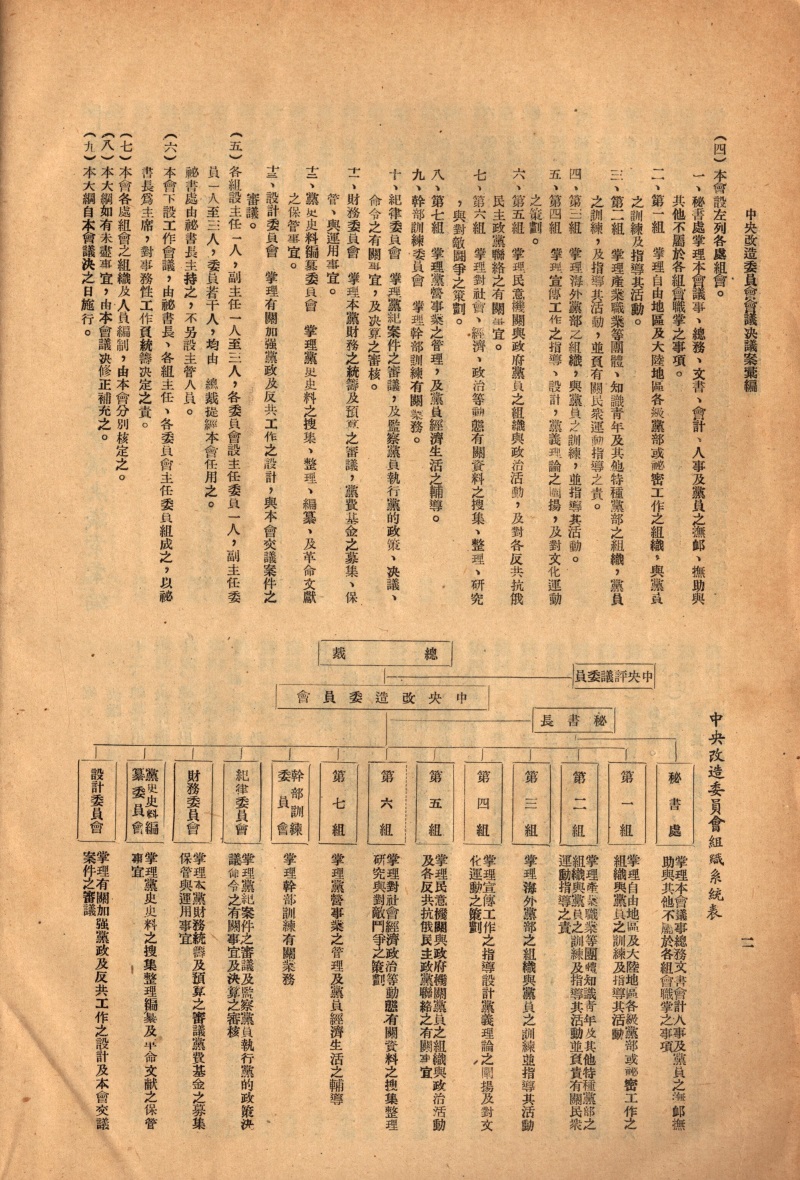 中央改造委員會會議決議案彙編
(四)本會設左列各處組會。
一、秘書處掌理本會議事、總務、文書、會計、人事及黨員之撫卹、撫助與
其他不屬於各組會職掌之事項。
二、第一組　掌理自由地區及大陸地區各級黨部或祕密工作之組織，與黨員
之訓練及指導其活動。
三、第二組　掌理產業職業等團體、知識青年及其他特種黨部之組織，黨員
之訓練，及指導其活動，並負有關民衆運動指導之責。
四、第三組　掌理海外黨部之組織，與黨員之訓練，並指導其活動。
五、第四組　掌理宣傳工作之指導、設計，黨義理論之闡揚，及對文化運動
之策劃。
六、第五組　掌理民意機關與政府黨員之組織與政治活動，及對各反共抗俄
民主政黨聯絡之有關事宜。
七、第六組　掌理對社會、經濟、政治等動態有關資料之搜集、整理、研究
，與對敵鬪爭之策劃。
八、第七組　掌理黨營事業之管理，及黨員經濟生活之輔導。
九、幹部訓練委員會　掌理幹部訓練有關業務。
十、紀律委員會　掌理黨紀案件之審議，及監察黨員執行黨的政策、決議、
命令之有關事宜，及決算之審核。
十一、財務委員會　掌理本黨財務之統籌及預算之審議，黨費基金之募集、保
管、與運用事宜。
十二、黨史史料編纂委員會　掌理黨史史料之搜集、整理、編纂、及革命文獻
之保管事宜。
十三、設計委員會　掌理有關加強黨政及反共工作之設計，與本會交議案件之
審議。
(五)各組設主任一人，副主任一人至三人，各委員會設主任委員一人，副主任委
員一人至三人，委員若干人，均由　總裁提經本會任用之。
祕書處由祕書長主持之，不另設主管人員。
(六)本會下設工作會議，由祕書長、各組主任、各委員會主任委員組成之，以祕
書長爲主席，對事務性工作負統籌決定之責。
(七)本會各處組會之組織及人員編制，由本會分別核定之。
(八)本大綱如有未盡事宜，由本會議決修正補充之。
(九)本大綱自本會議決之日施行。
中央改造委員會組織系統表
二
總裁
中央評議委員
中央改造委員會
秘書長
秘書處
掌理本會議事總務文書會計人事及黨員之撫卹撫
助與其他不屬於各組會職掌之事項
第一組
掌理自由地區及大陸地區各級黨部或祕密工作之
組織與黨員之訓練及指導其活動
第二組
掌理產業職業等團體知識青年及其他特種黨部之
組織與黨員之訓練及指導其活動並負責有關民衆
運動指導之責
第三組
掌理海外黨部之組織與黨員之訓練並指導其活動
第四組
掌理宣傳工作之指導設計黨義理論之闡揚及對文
化運動之策劃
第五組
掌理民意機關與政府機關黨員之組織與政治活動
及各反共抗俄民主政黨聯絡之有關事宜
第六組
掌理對社會經濟政治等動態有關資料之搜集整理
研究與對敵鬥爭之策劃
第七組
掌理黨營事業之管理及黨員經濟生活之輔導
幹部訓練
委員會
掌理幹部訓練有關業務
紀律委員會
掌理黨紀案件之審議及監察黨員執行黨的政策決
議命令之有關事宜及決算之審核
財務委員會
掌理本黨財務統籌及預算之審議黨費基金之募集
保管與運用事宜
黨史史料編
纂委員會
掌理黨史史料之搜集整理編纂及革命文献之保管
事宜
設計委員會
掌理有關加強黨政及反共工作之設計及本會交議
案件之審議